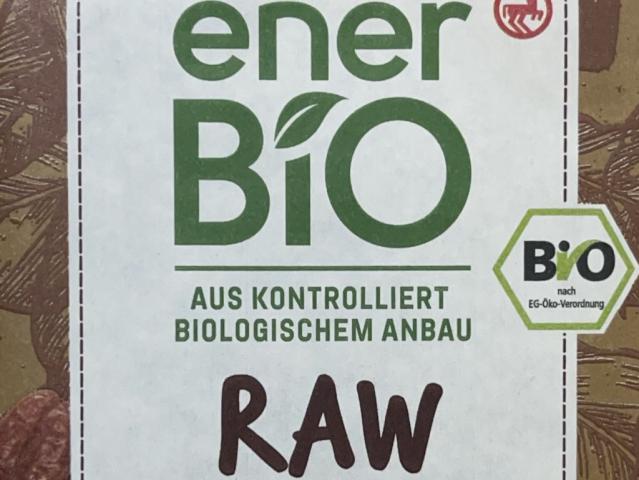 ener
BiO
AUS KONTROLLIERT
BIOLOGISCHEM ANBAU
BiO
nach
EG-Öko-Verordnung
RAW